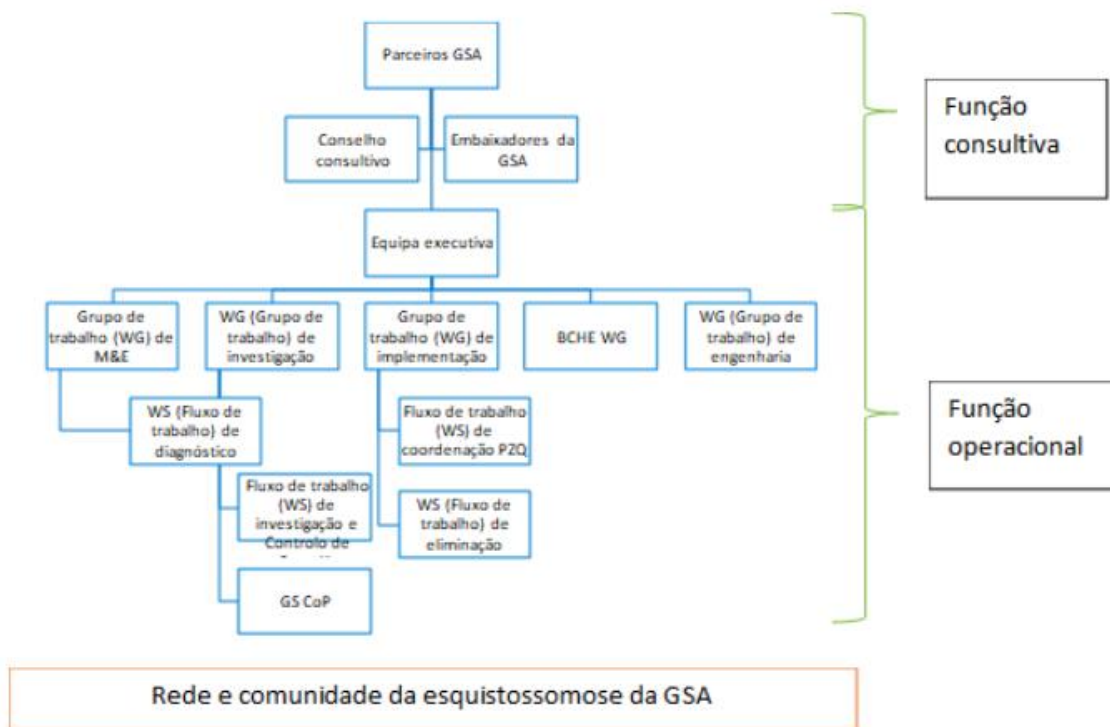 Parceiros GSA
Conselho
consultivo
Embaixadores da
GSA
Função
consultiva
Equipa executiva
Grupo de
trabalho (WG) de
M&E
WG (Grupo de
trabalho) de
investigação
Grupo de
trabalho (WG) de
implementação
BCHE WG
WG (Grupo de
trabalho) de
engenharia
WS (Fluxo de
trabalho) de
diagnóstico
Fluxo de trabalho
(WS) de
coordenação PZQ
Função
operacional
Fluxo de trabalho
(WS) de
investigação e
Controlo de
WS (Fluxo de
trabalho) de
eliminação
GS CoP
Rede e comunidade da esquistossomose da GSA